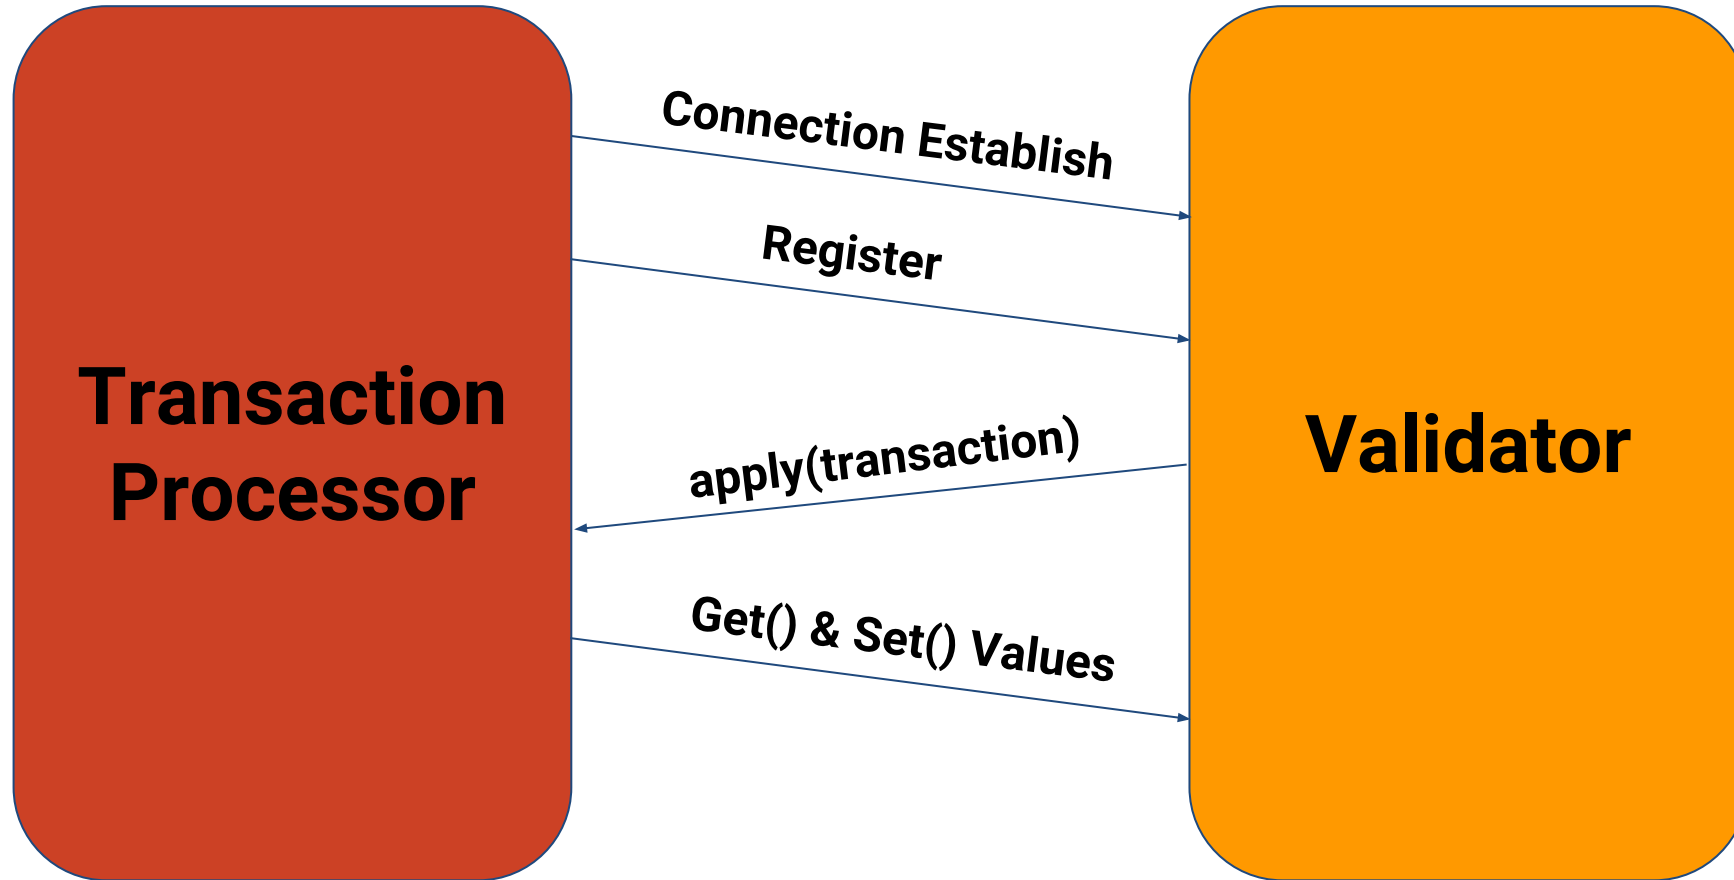 Connection Establish
Register
Transaction
Processor
apply(transaction)
Validator
Get() & Set() Values